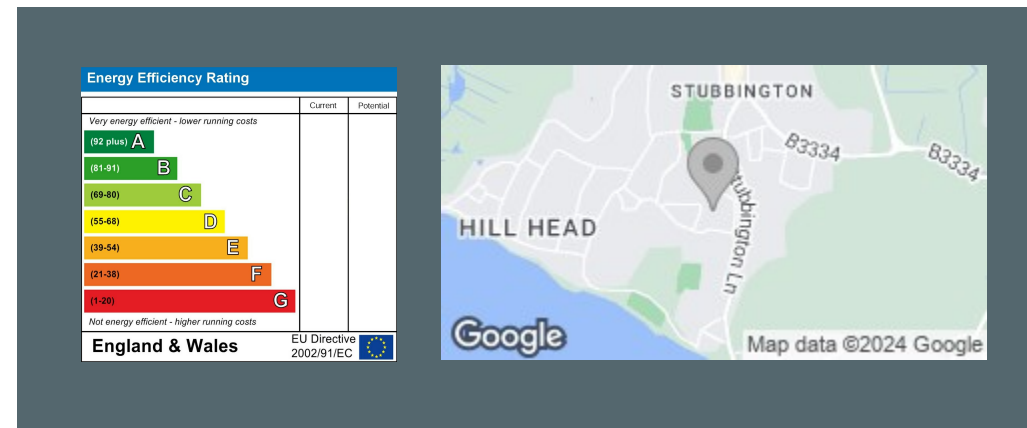 Energy Efficiency Rating
Current Potential
Very energy efficient - lower running costs
(92 plus) A
(81-91) B
(69-80) C
(55-68) D
(39-54) E
(21-38) F
(1-20) G
Not energy efficient - higher running costs
England & Wales
EU Directive
2002/91/EC
STUBBINGTON
B3334
B3334
Stubbington Ln
HILL HEAD
Google
Map data ©2024 Google